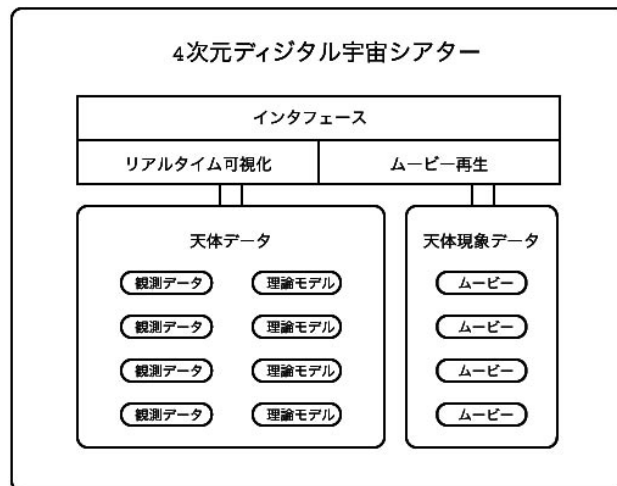 4次元ディジタル宇宙シアター
インタフェース
リアルタイム可視化
ムービー再生
天体データ
観測データ
理論モデル
観測データ
理論モデル
観測データ
理論モデル
観測データ
理論モデル
天体現象データ
ムービー
ムービー
ムービー
ムービー